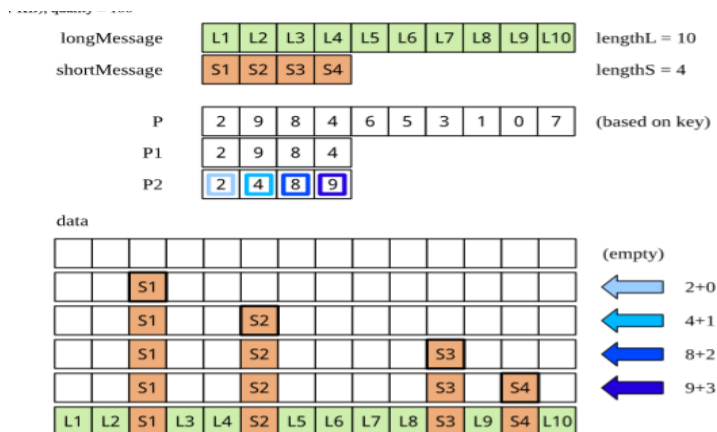 longMessage L1 L2 L3 L4 L5 L6 L7 L8 L9 L10 lengthL = 10
shortMessage S1 S2 S3 S4 lengthS = 4
P 2 9 8 4 6 5 3 1 0 7 (based on key)
P1 2 9 8 4
P2 2 4 8 9
data
(empty)
S1 2+0
S1 S2 4+1
S1 S2 S3 8+2
S1 S2 S3 S4 9+3
L1 L2 S1 L3 L4 S2 L5 L6 L7 L8 S3 L9 S4 L10